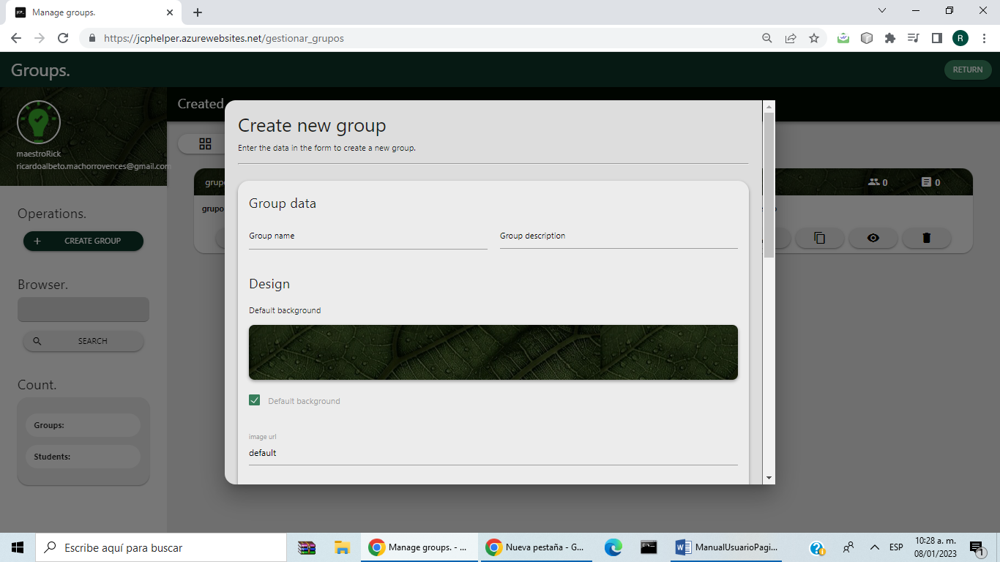 Manage groups.
https://jcphelper.azurewebsites.net/gestionar_grupos
R
Groups.
RETURN
maestroRick
ricardoalbeto.machorrovences@gmail.com
Created
Operations.
CREATE GROUP
Browser.
SEARCH
Count.
Groups:
Students:
0
0
Create new group
Enter the data in the form to create a new group.
Group data
Group name
Group description
Design
Default background
Default background
image url
default
Escribe aquí para buscar
Manage groups. - ...
Nueva pestaña - G...
ManualUsuarioPagi...
ESP
10:28 a. m.
08/01/2023
1